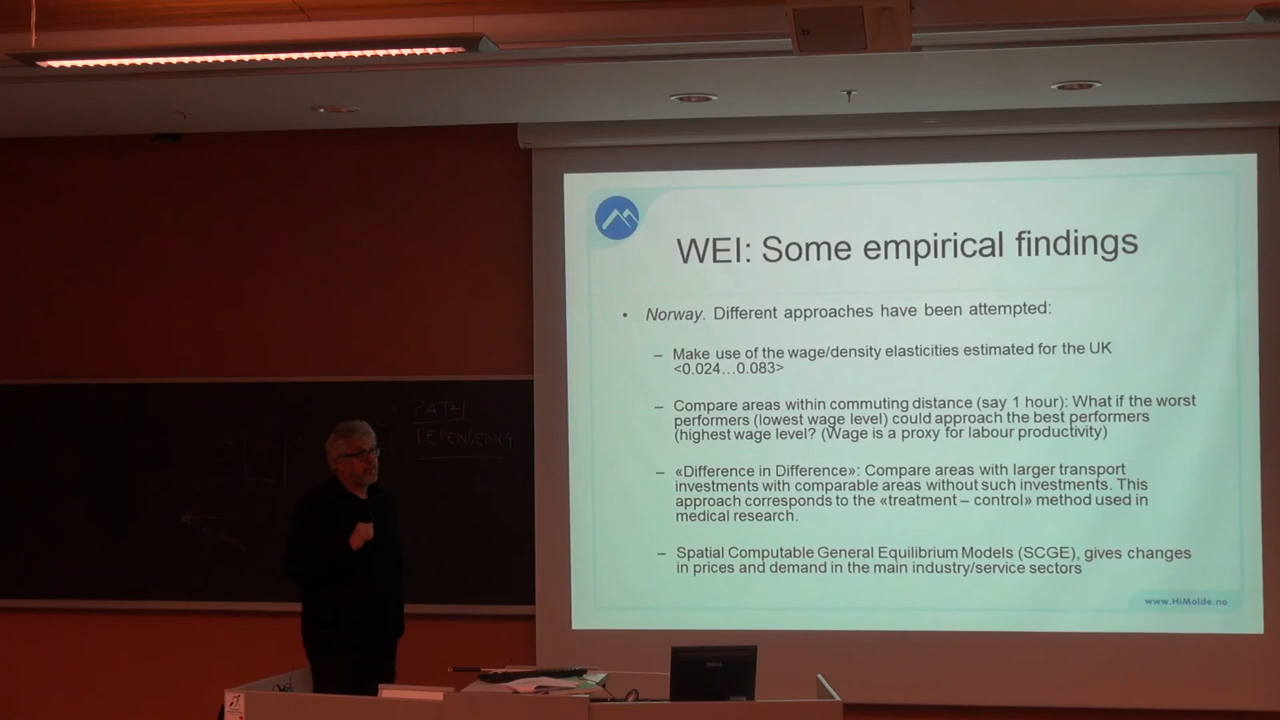 WEI: Some empirical findings
• Norway. Different approaches have been attempted:
– Make use of the wage/density elasticities estimated for the UK
<0.024…0.083>
– Compare areas within commuting distance (say 1 hour): What if the worst
performers (lowest wage level) could approach the best performers
(highest wage level? (Wage is a proxy for labour productivity)
– «Difference in Difference»: Compare areas with larger transport
investments with comparable areas without such investments. This
approach corresponds to the «treatment – control» method used in
medical research.
– Spatial Computable General Equilibrium Models (SCGE), gives changes
in prices and demand in the main industry/service sectors
www.HiMolde.no
PATH
DEPENDENCY
DELL